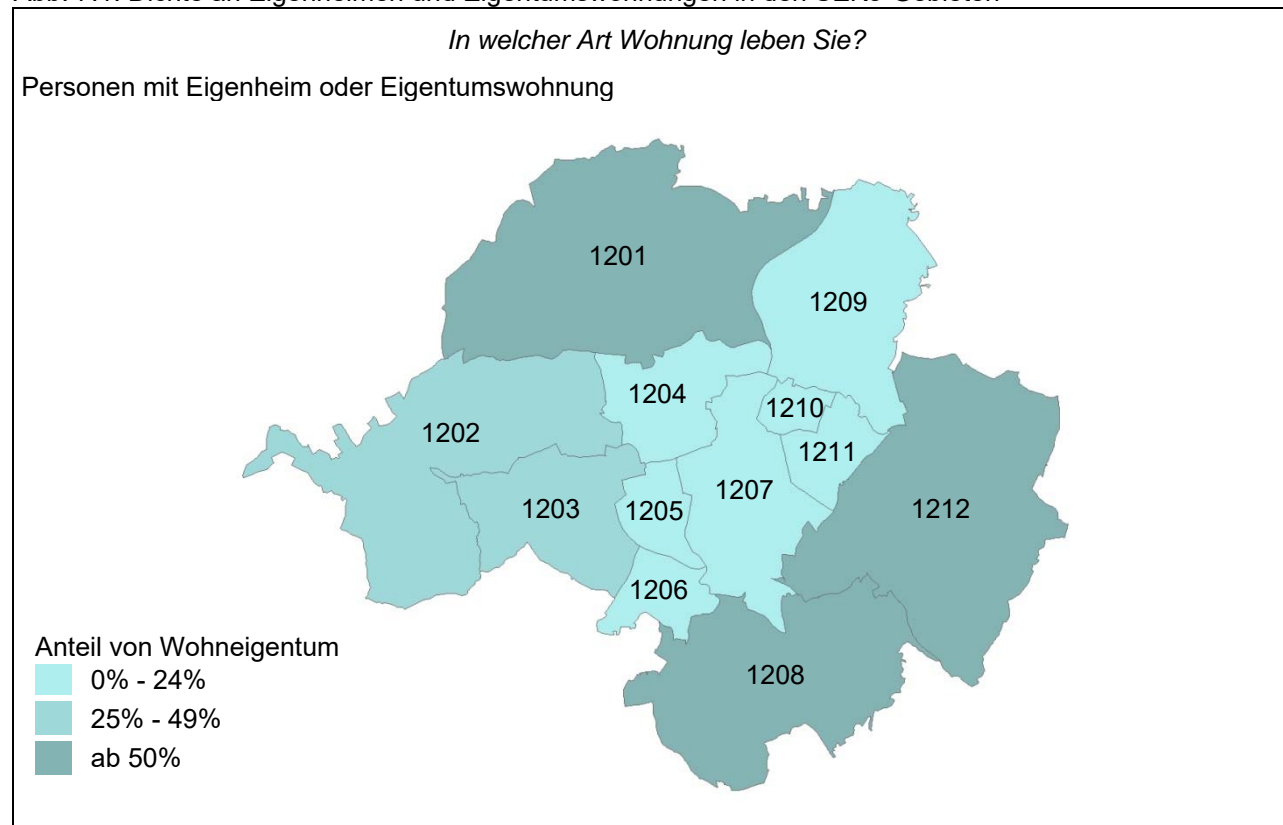 In welcher Art Wohnung leben Sie?
Personen mit Eigenheim oder Eigentumswohnung
1201
1209
1204
1210
1202
1211
1207
1203
1205
1212
1206
1208
Anteil von Wohneigentum
0% - 24%
25% - 49%
ab 50%